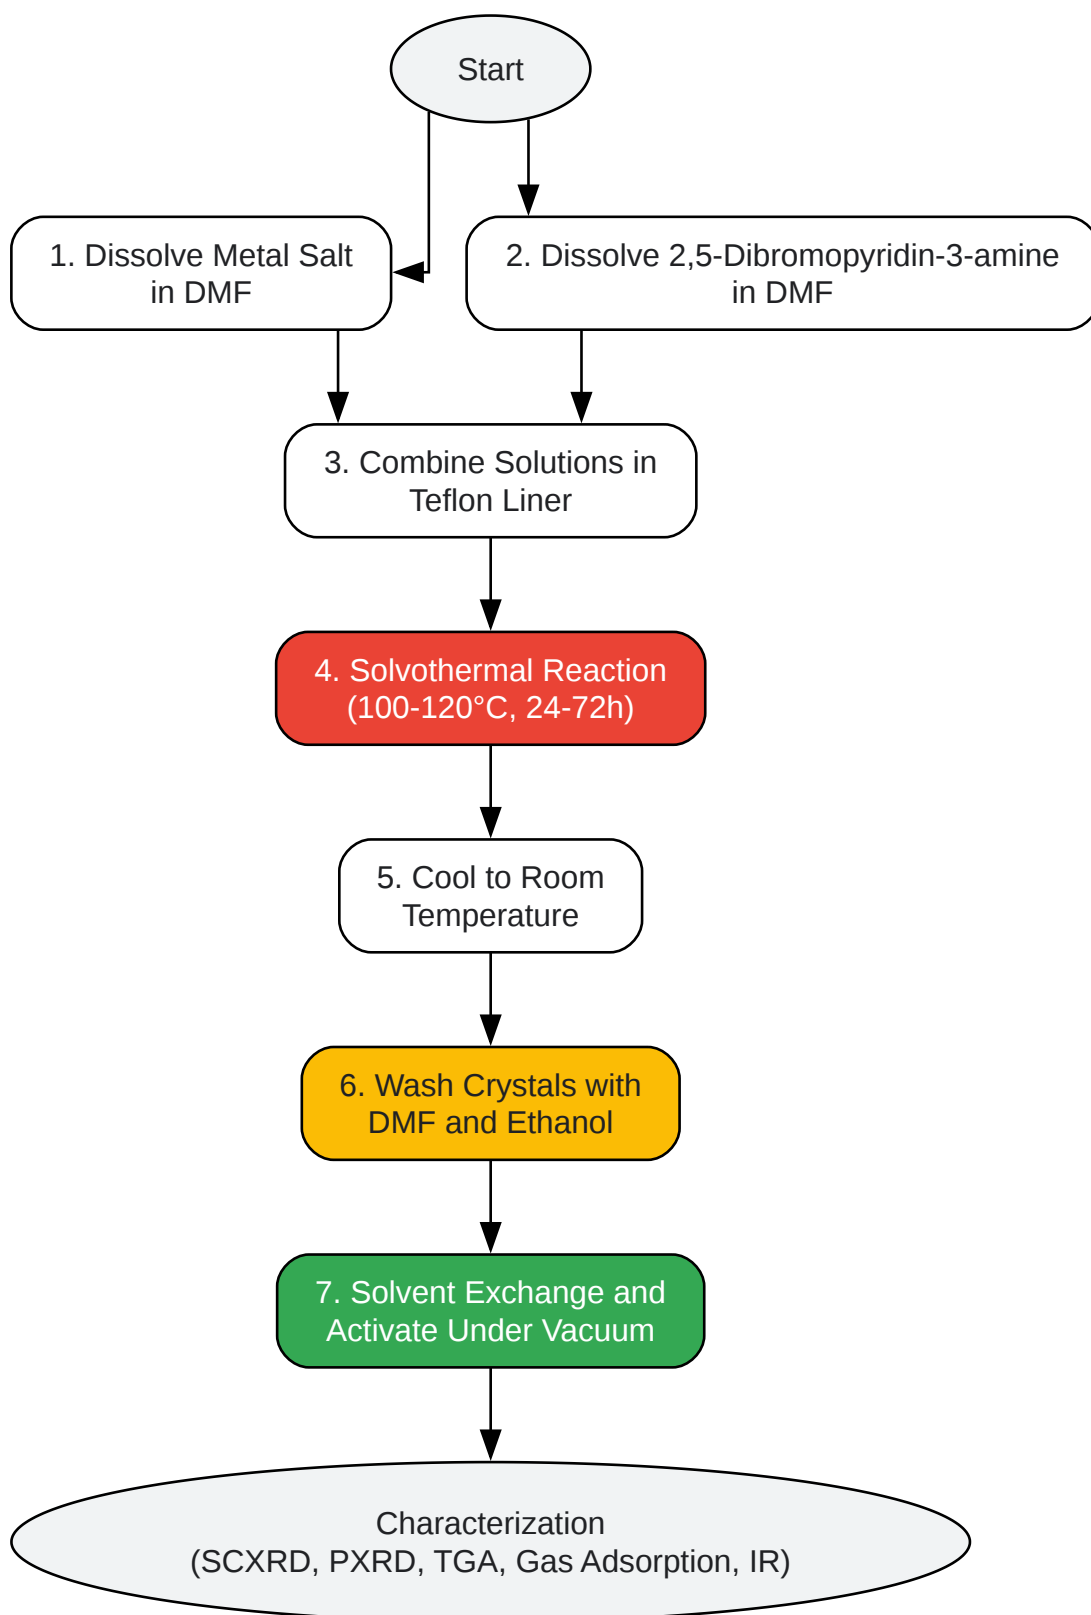 Start
1. Dissolve Metal Salt
in DMF
2. Dissolve 2,5-Dibromopyridin-3-amine
in DMF
3. Combine Solutions in
Teflon Liner
4. Solvothermal Reaction
(100-120°C, 24-72h)
5. Cool to Room
Temperature
6. Wash Crystals with
DMF and Ethanol
7. Solvent Exchange and
Activate Under Vacuum
Characterization
(SCXRD, PXRD, TGA, Gas Adsorption, IR)